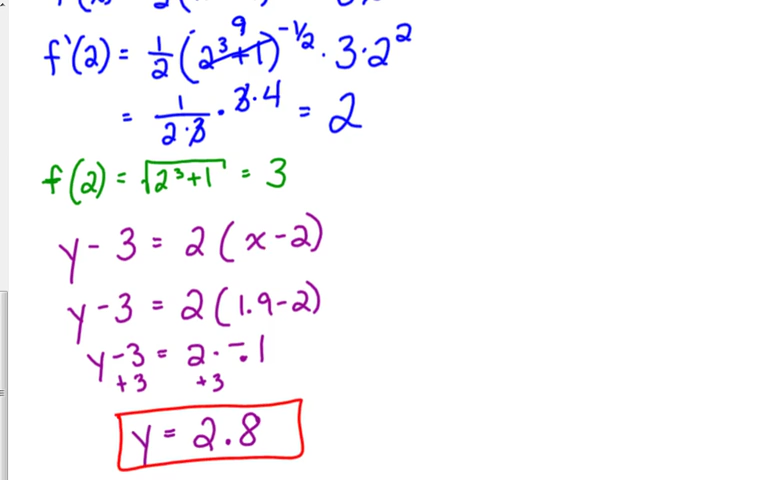 f'(2) = 1/2 (2³+1)^-1/2 · 3·2²
9
= 1/(2·3) · 3·4 = 2
f(2) = √(2³+1) = 3
y - 3 = 2(x-2)
y - 3 = 2(1.9-2)
y - 3 = 2 · -.1
+3 +3
y = 2.8